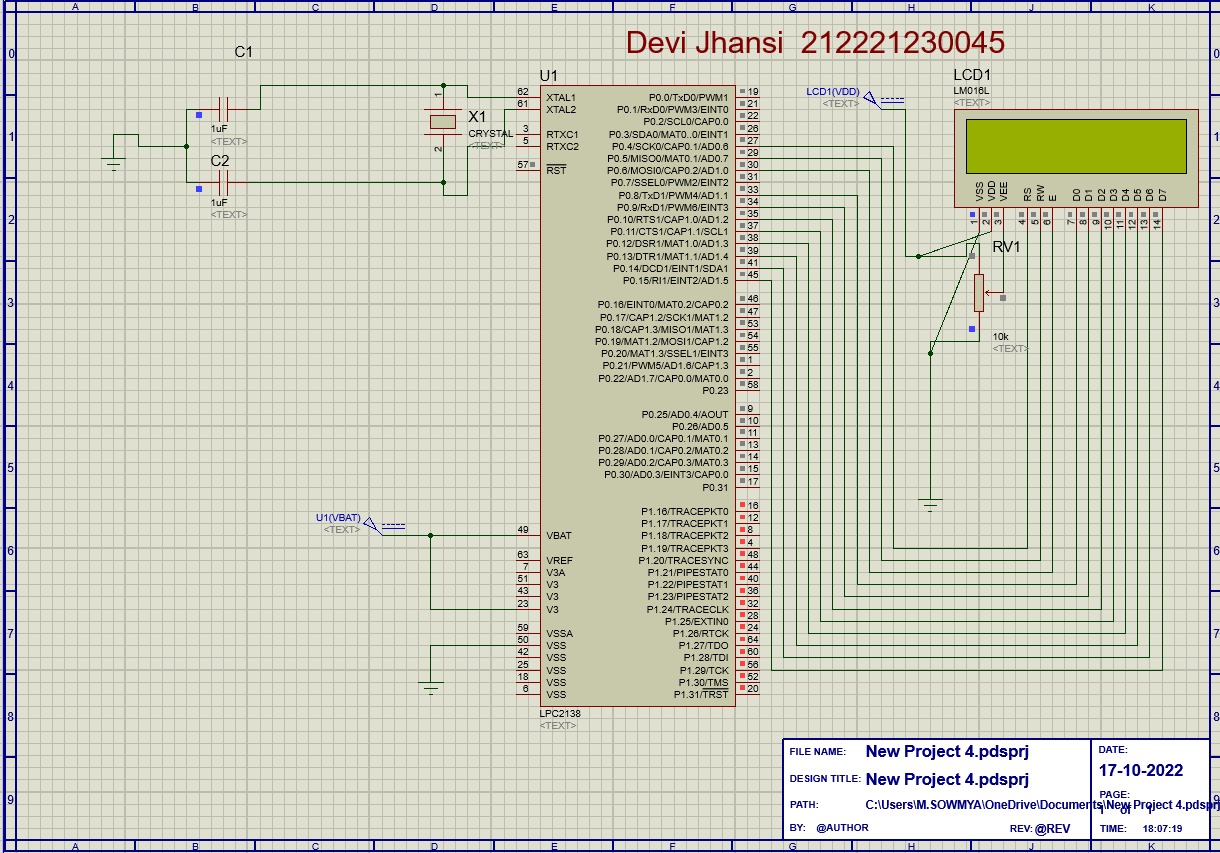 A B C D E F G H J K
0 0
1 1
2 2
3 3
4 4
5 5
6 6
7 7
8 8
9 9
Devi Jhansi 212221230045
C1
1uF
<TEXT>
C2
1uF
<TEXT>
1
X1
CRYSTAL
<TEXT>
2
U1
62 XTAL1
61 XTAL2
3 RTXC1
5 RTXC2
57 RST
49 VBAT
63 VREF
7 V3A
51 V3
43 V3
23 V3
59 VSSA
50 VSS
42 VSS
25 VSS
18 VSS
6 VSS
P0.0/TxD0/PWM1 19
P0.1/RxD0/PWM3/EINT0 21
P0.2/SCL0/CAP0.0 22
P0.3/SDA0/MAT0..0/EINT1 26
P0.4/SCK0/CAP0.1/AD0.6 27
P0.5/MISO0/MAT0.1/AD0.7 29
P0.6/MOSI0/CAP0.2/AD1.0 30
P0.7/SSEL0/PWM2/EINT2 31
P0.8/TxD1/PWM4/AD1.1 33
P0.9/RxD1/PWM6/EINT3 34
P0.10/RTS1/CAP1.0/AD1.2 35
P0.11/CTS1/CAP1.1/SCL1 37
P0.12/DSR1/MAT1.0/AD1.3 38
P0.13/DTR1/MAT1.1/AD1.4 39
P0.14/DCD1/EINT1/SDA1 41
P0.15/RI1/EINT2/AD1.5 45
P0.16/EINT0/MAT0.2/CAP0.2 46
P0.17/CAP1.2/SCK1/MAT1.2 47
P0.18/CAP1.3/MISO1/MAT1.3 53
P0.19/MAT1.2/MOSI1/CAP1.2 54
P0.20/MAT1.3/SSEL1/EINT3 55
P0.21/PWM5/AD1.6/CAP1.3 1
P0.22/AD1.7/CAP0.0/MAT0.0 2
P0.23 58
P0.25/AD0.4/AOUT 9
P0.26/AD0.5 10
P0.27/AD0.0/CAP0.1/MAT0.1 11
P0.28/AD0.1/CAP0.2/MAT0.2 13
P0.29/AD0.2/CAP0.3/MAT0.3 14
P0.30/AD0.3/EINT3/CAP0.0 15
P0.31 17
P1.16/TRACEPKT0 16
P1.17/TRACEPKT1 12
P1.18/TRACEPKT2 8
P1.19/TRACEPKT3 4
P1.20/TRACESYNC 48
P1.21/PIPESTAT0 44
P1.22/PIPESTAT1 40
P1.23/PIPESTAT2 36
P1.24/TRACECLK 32
P1.25/EXTIN0 28
P1.26/RTCK 24
P1.27/TDO 64
P1.28/TDI 60
P1.29/TCK 56
P1.30/TMS 52
P1.31/TRST 20
LPC2138
<TEXT>
U1(VBAT)
<TEXT>
LCD1(VDD)
<TEXT>
LCD1
LM016L
<TEXT>
VSS VDD VEE RS RW E D0 D1 D2 D3 D4 D5 D6 D7
1 2 3 4 5 6 7 8 9 10 11 12 13 14
RV1
10k
<TEXT>
FILE NAME: New Project 4.pdsprj
DESIGN TITLE: New Project 4.pdsprj
PATH: C:\Users\M.SOWMYA\OneDrive\Documents\New Project 4.pdsprj
BY: @AUTHOR REV: @REV
DATE:
17-10-2022
PAGE:
1 of 1
TIME: 18:07:19
A B C D E F G H J K